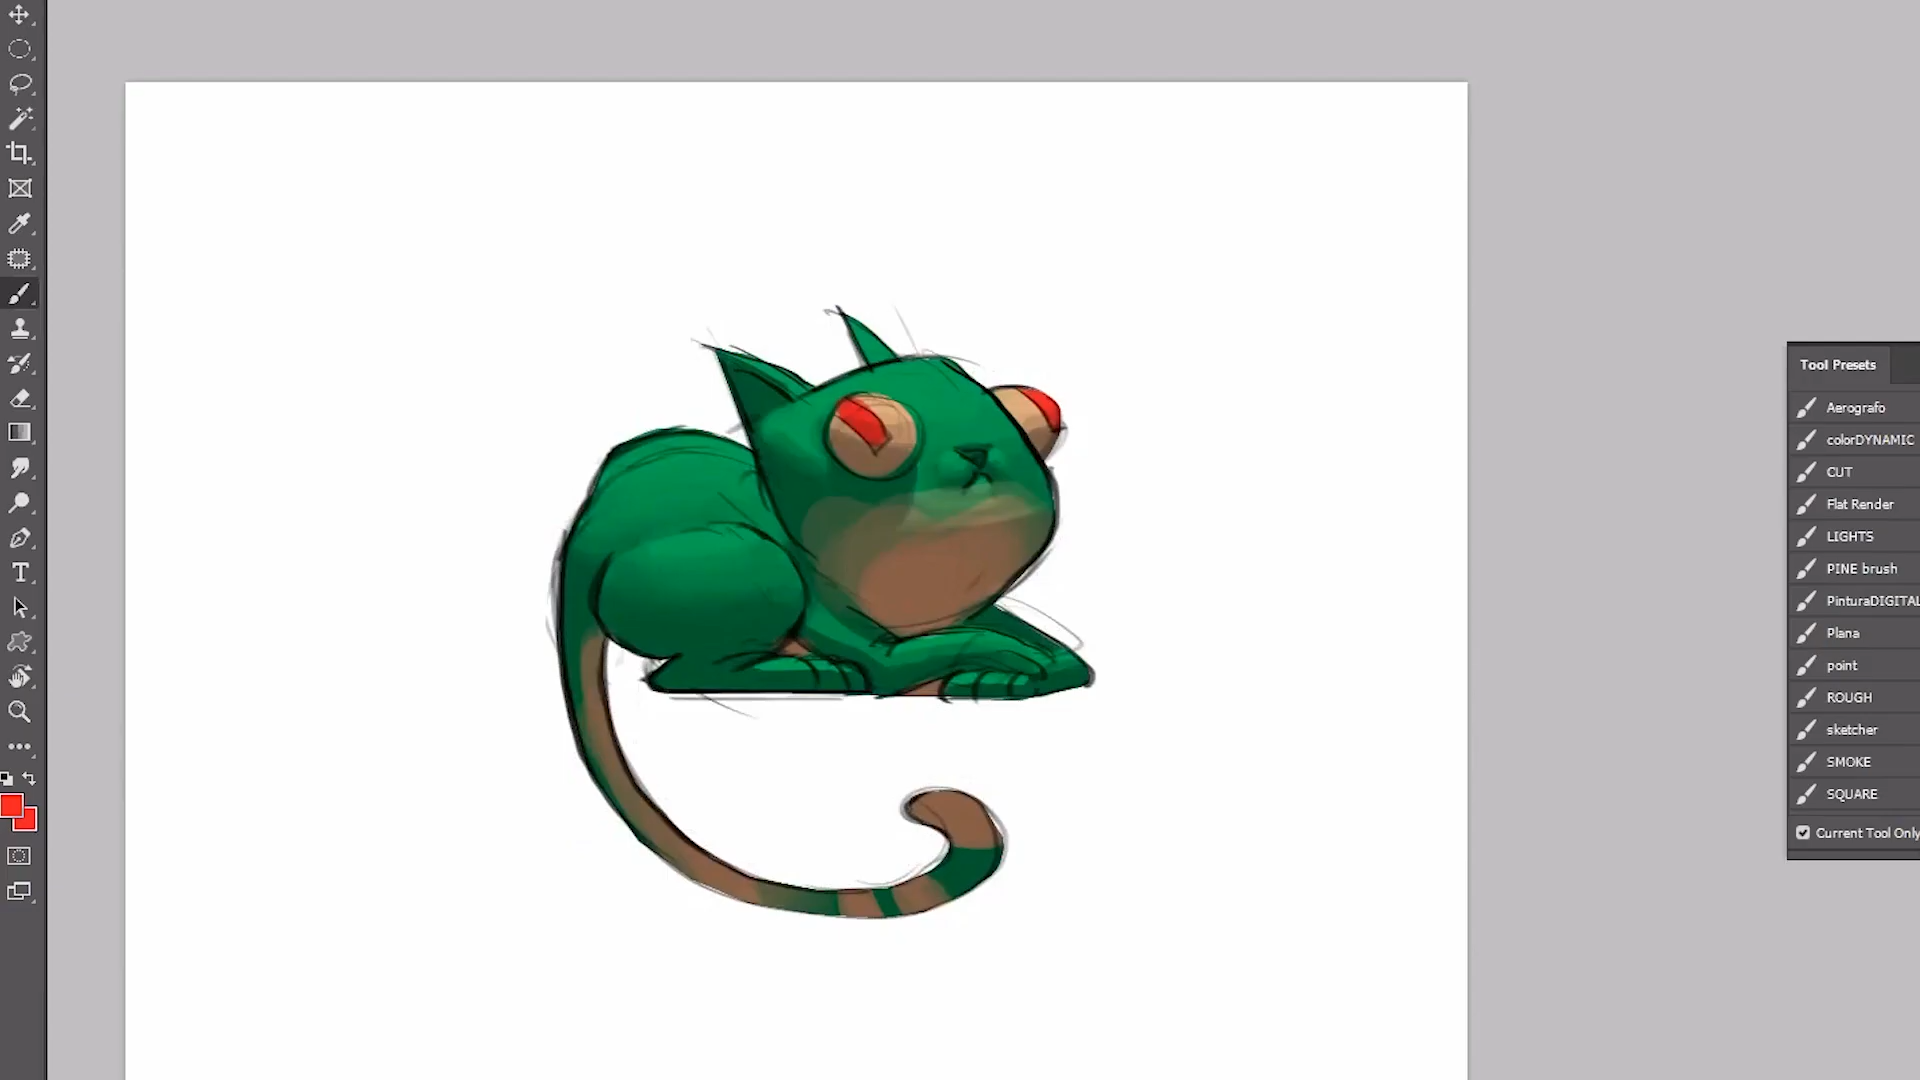 Tool Presets
Aerografo
colorDYNAMIC
CUT
Flat Render
LIGHTS
PINE brush
PinturaDIGITAL
Plana
point
ROUGH
sketcher
SMOKE
SQUARE
Current Tool Only